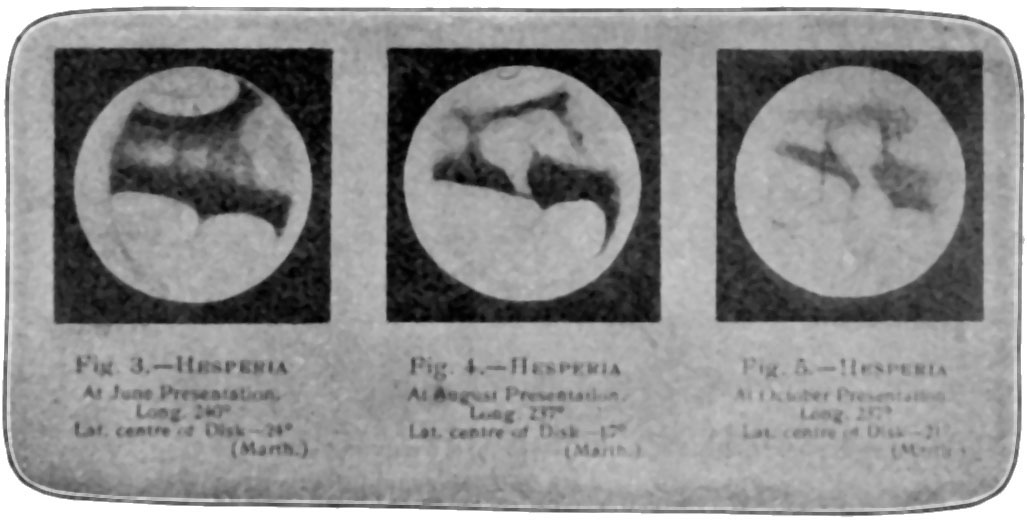 Fig. 3.—HESPERIA
At June Presentation.
Long. 240°
Lat. centre of Disk—24°
(Marth.)
Fig. 4.—HESPERIA
At August Presentation.
Long. 237°
Lat. centre of Disk—17°
(Marth.)
Fig. 5.—HESPERIA
At October Presentation.
Long. 237°
Lat. centre of Disk—21°
(Marth.)